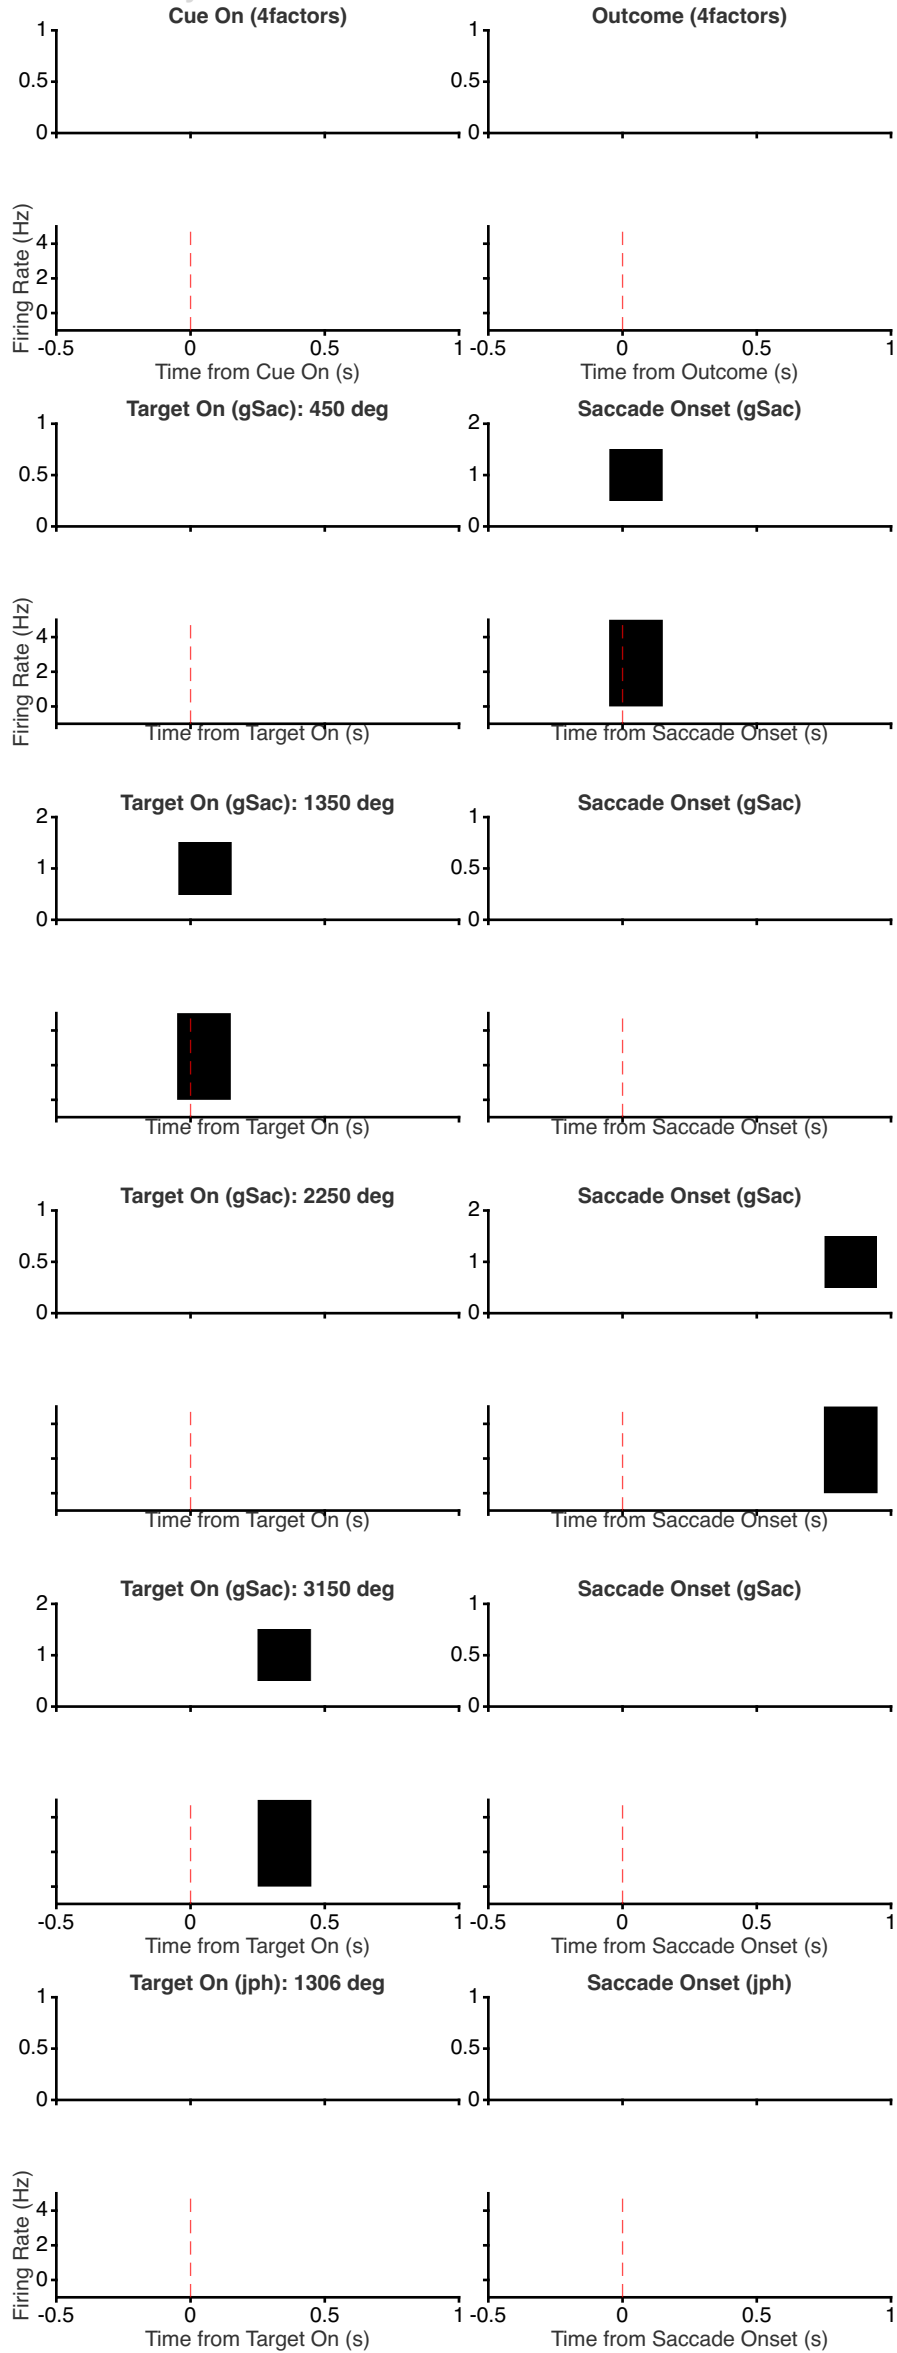 Cue On (4factors) Outcome (4factors)
1 1
0.5 0.5
0 0
Firing Rate (Hz)
4
2
0
-0.5 0 0.5 1 -0.5 0 0.5 1
Time from Cue On (s) Time from Outcome (s)
Target On (gSac): 450 deg Saccade Onset (gSac)
1 2
0.5 1
0 0
Firing Rate (Hz)
4
2
0
Time from Target On (s) Time from Saccade Onset (s)
Target On (gSac): 1350 deg Saccade Onset (gSac)
2 1
1 0.5
0 0
Time from Target On (s) Time from Saccade Onset (s)
Target On (gSac): 2250 deg Saccade Onset (gSac)
1 2
0.5 1
0 0
Time from Target On (s) Time from Saccade Onset (s)
Target On (gSac): 3150 deg Saccade Onset (gSac)
2 1
1 0.5
0 0
-0.5 0 0.5 1 -0.5 0 0.5 1
Time from Target On (s) Time from Saccade Onset (s)
Target On (jph): 1306 deg Saccade Onset (jph)
1 1
0.5 0.5
0 0
Firing Rate (Hz)
4
2
0
-0.5 0 0.5 1 -0.5 0 0.5 1
Time from Target On (s) Time from Saccade Onset (s)